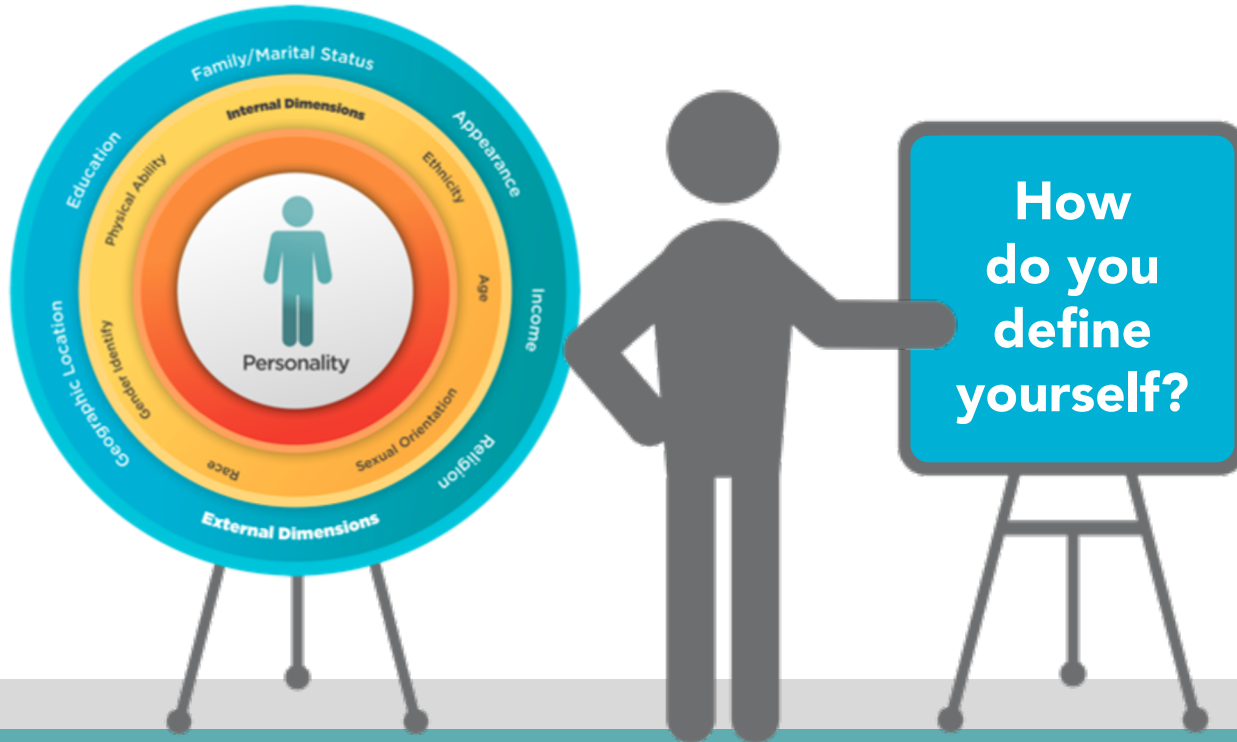 Family/Marital Status
Appearance
Income
Religion
External Dimensions
Geographic Location
Education
Internal Dimensions
Ethnicity
Age
Sexual Orientation
Race
Gender Identity
Physical Ability
Personality
How
do you
define
yourself?